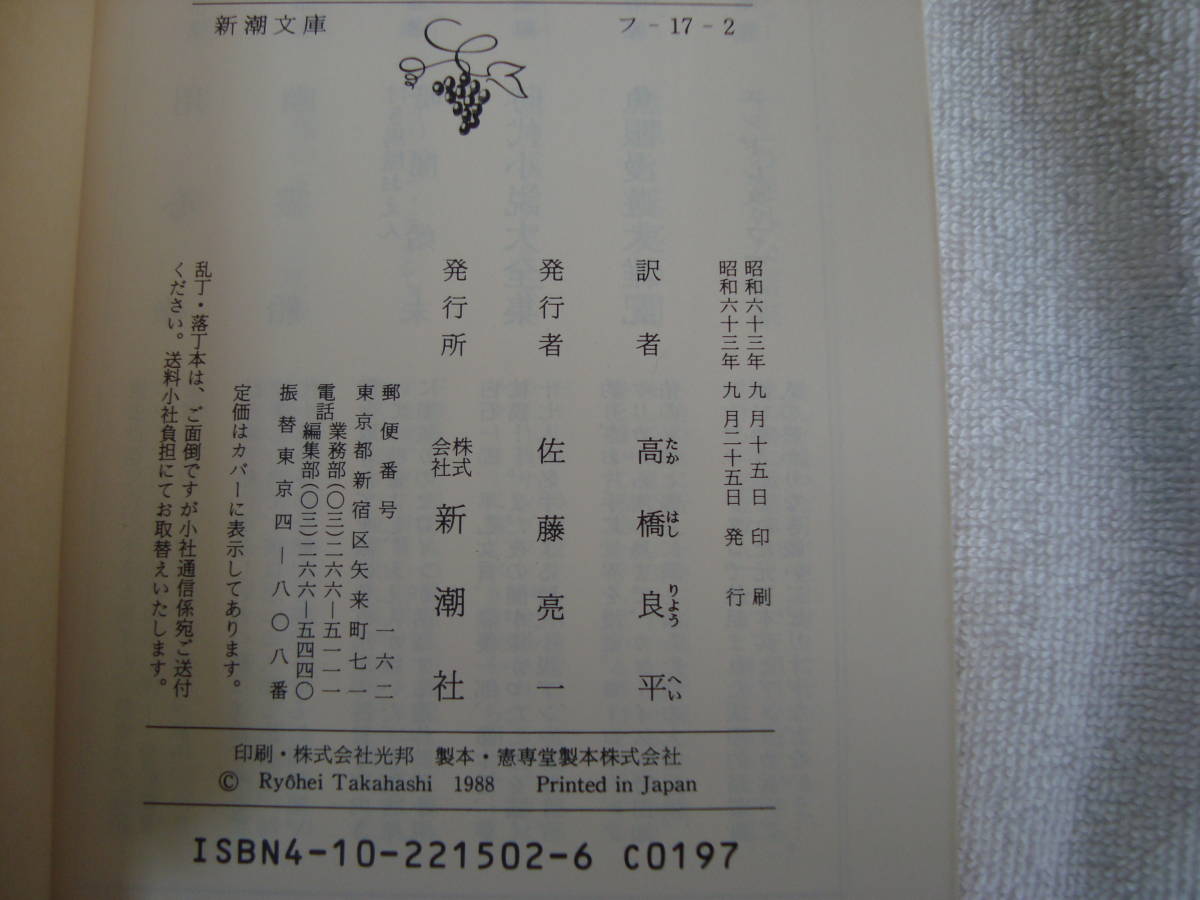 新潮文庫
フ-17-2
昭和六十三年 九月十五日 印刷
昭和六十三年 九月二十五日 発行
訳者 高橋良平
たか はし りよう へい
発行者 佐藤亮一
発行所 株式会社 新潮社
郵便番号 一六二
東京都新宿区矢来町七一
電話 業務部(〇三)二六六―五一一一
編集部(〇三)二六六―五四四〇
振替東京四―八〇八番
定価はカバーに表示してあります。
乱丁・落丁本は、ご面倒ですが小社通信係宛ご送付
ください。送料小社負担にてお取替えいたします。
印刷・株式会社光邦 製本・憲専堂製本株式会社
© Ryôhei Takahashi 1988 Printed in Japan
ISBN4-10-221502-6 C0197